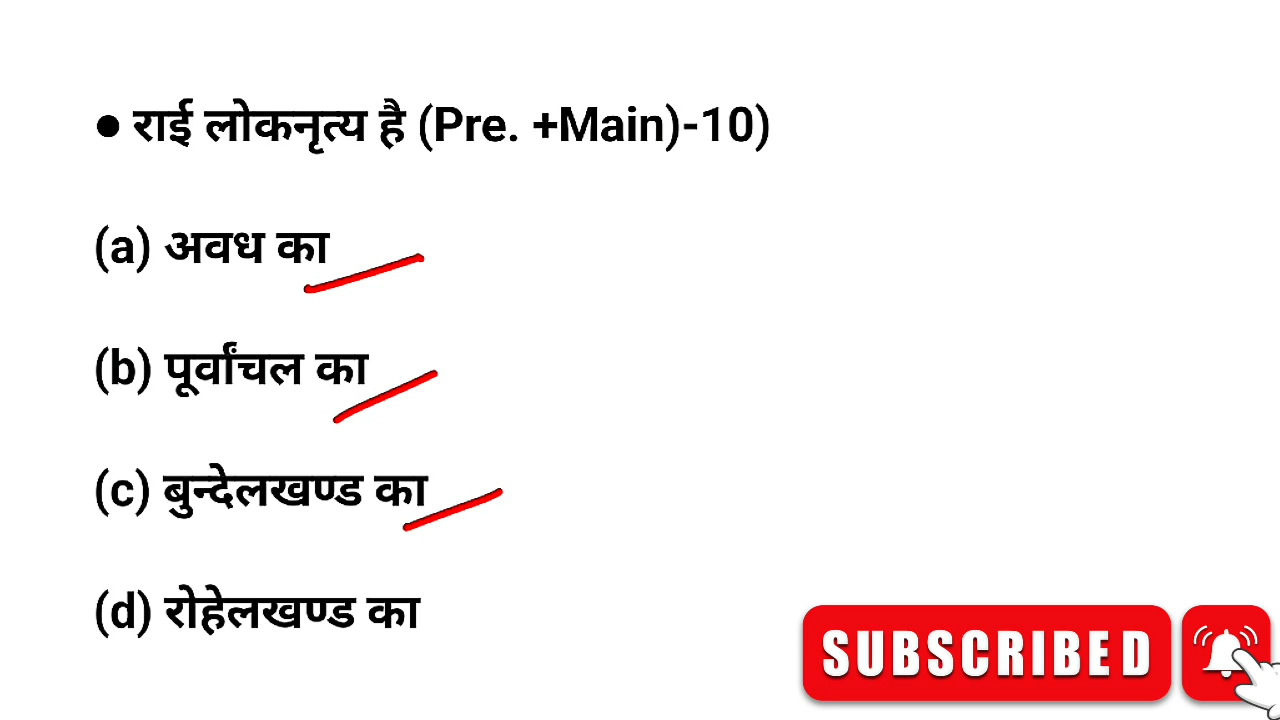 ● राई लोकनृत्य है (Pre. +Main)-10)
(a) अवध का
(b) पूर्वांचल का
(c) बुन्देलखण्ड का
(d) रोहेलखण्ड का
SUBSCRIBED